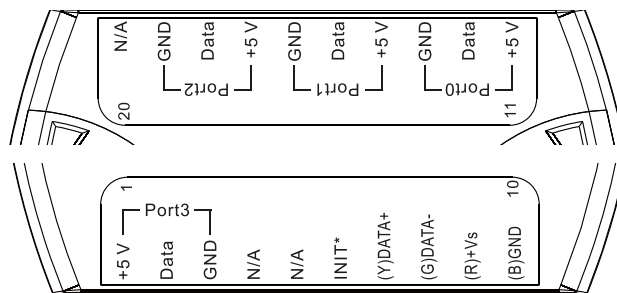 N/A
GND
Data
+5 V
GND
Data
+5 V
GND
Data
+5 V
Port2
Port1
Port0
20
11
1
10
Port3
+5 V
Data
GND
N/A
N/A
INIT*
(Y)DATA+
(G)DATA-
(R)+Vs
(B)GND